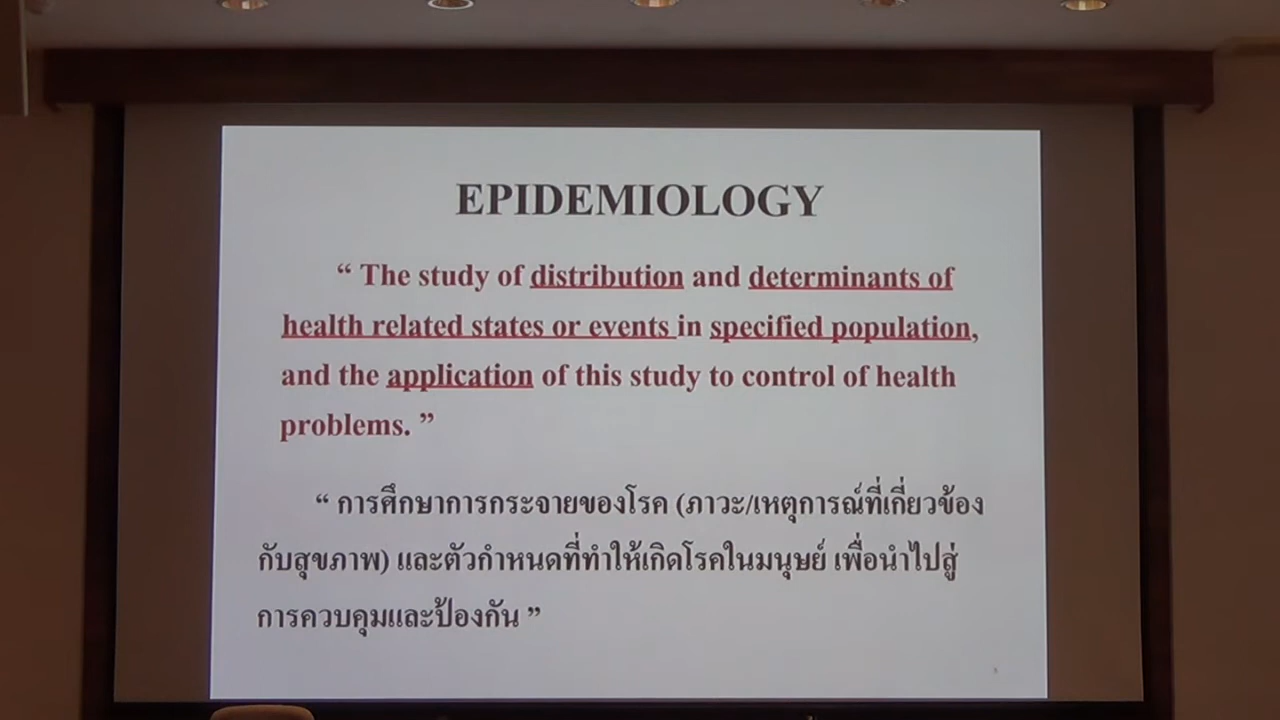 EPIDEMIOLOGY
“ The study of distribution and determinants of
health related states or events in specified population,
and the application of this study to control of health
problems. ”
“ การศึกษาการกระจายของโรค (ภาวะ/เหตุการณ์ที่เกี่ยวข้อง
กับสุขภาพ) และตัวกำหนดที่ทำให้เกิดโรคในมนุษย์ เพื่อนำไปสู่
การควบคุมและป้องกัน ”